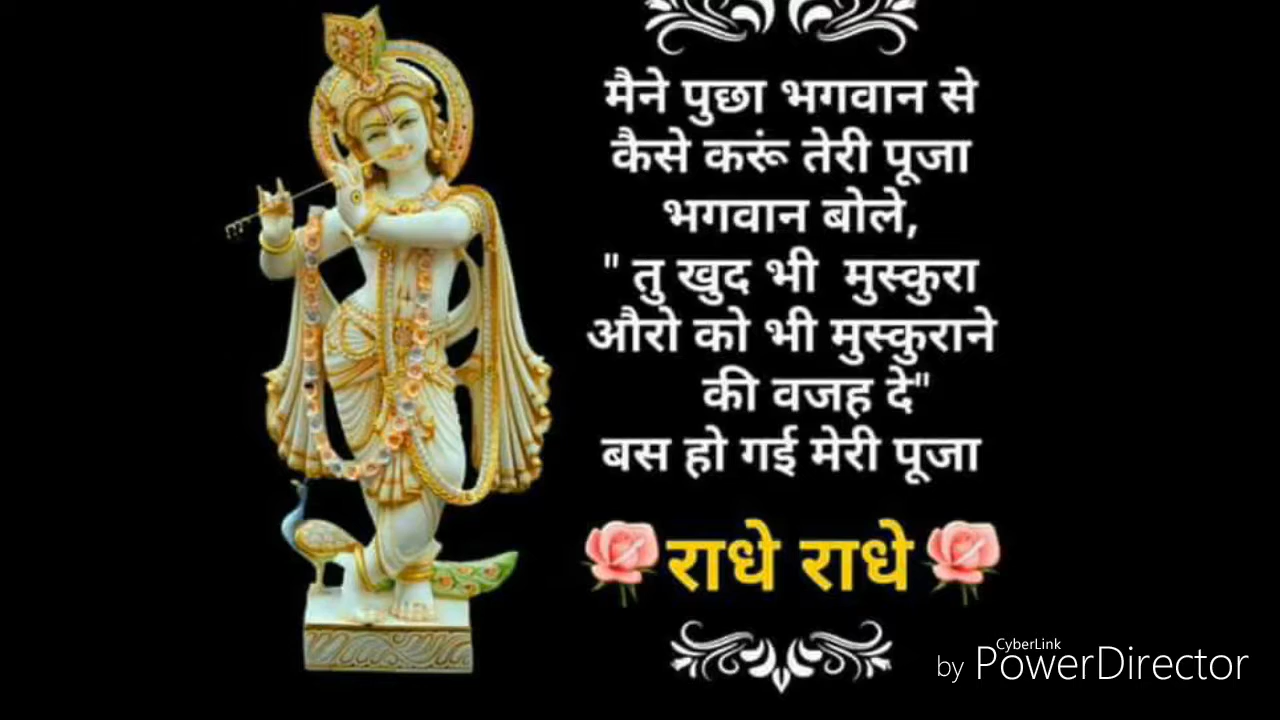 मैने पुछा भगवान से
कैसे करूं तेरी पूजा
भगवान बोले,
" तु खुद भी मुस्कुरा
औरो को भी मुस्कुराने
की वजह दे"
बस हो गई मेरी पूजा
राधे राधे
CyberLink
by PowerDirector